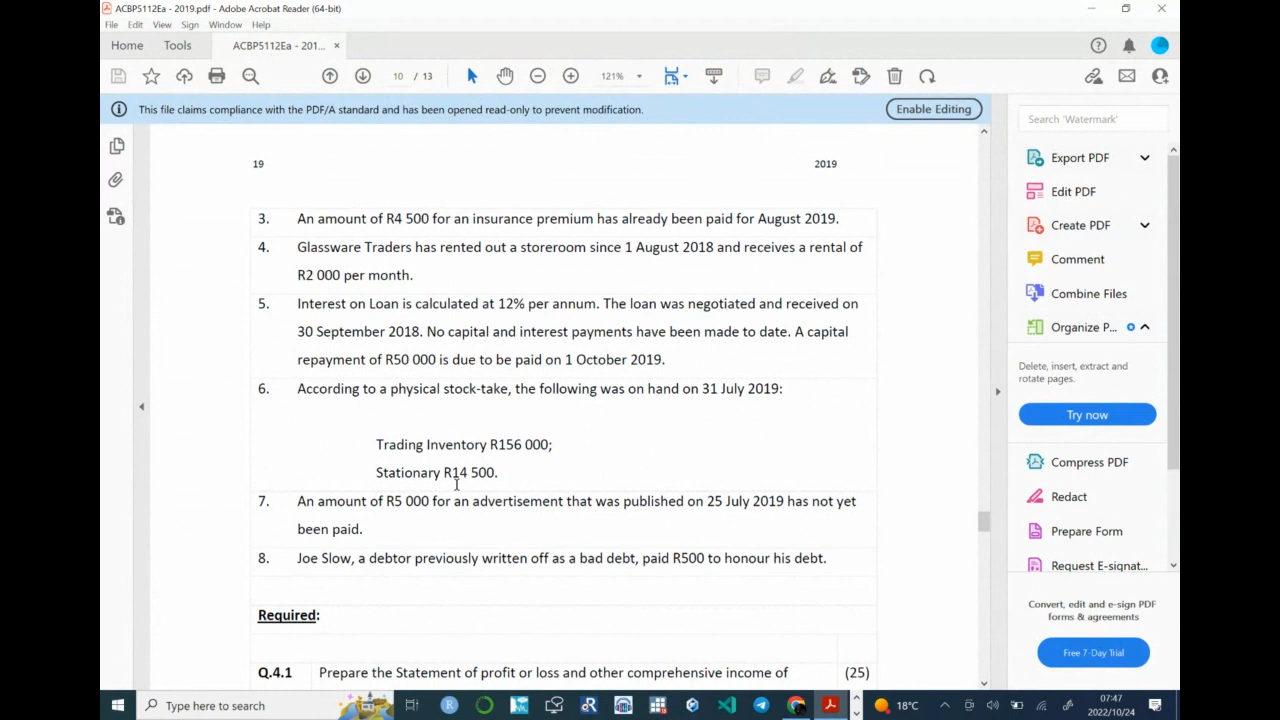 ACBP5112Ea - 2019.pdf - Adobe Acrobat Reader (64-bit)
File Edit View Sign Window Help
Home Tools ACBP5112Ea - 201... ×
10 / 13 121%
This file claims compliance with the PDF/A standard and has been opened read-only to prevent modification. Enable Editing
19 2019
3. An amount of R4 500 for an insurance premium has already been paid for August 2019.
4. Glassware Traders has rented out a storeroom since 1 August 2018 and receives a rental of
R2 000 per month.
5. Interest on Loan is calculated at 12% per annum. The loan was negotiated and received on
30 September 2018. No capital and interest payments have been made to date. A capital
repayment of R50 000 is due to be paid on 1 October 2019.
6. According to a physical stock-take, the following was on hand on 31 July 2019:
Trading Inventory R156 000;
Stationary R14 500.
7. An amount of R5 000 for an advertisement that was published on 25 July 2019 has not yet
been paid.
8. Joe Slow, a debtor previously written off as a bad debt, paid R500 to honour his debt.
Required:
Q.4.1 Prepare the Statement of profit or loss and other comprehensive income of (25)
Search 'Watermark'
Export PDF
Edit PDF
Create PDF
Comment
Combine Files
Organize P...
Delete, insert, extract and
rotate pages.
Try now
Compress PDF
Redact
Prepare Form
Request E-signat...
Convert, edit and e-sign PDF
forms & agreements
Free 7-Day Trial
Type here to search
18°C
07:47
2022/10/24